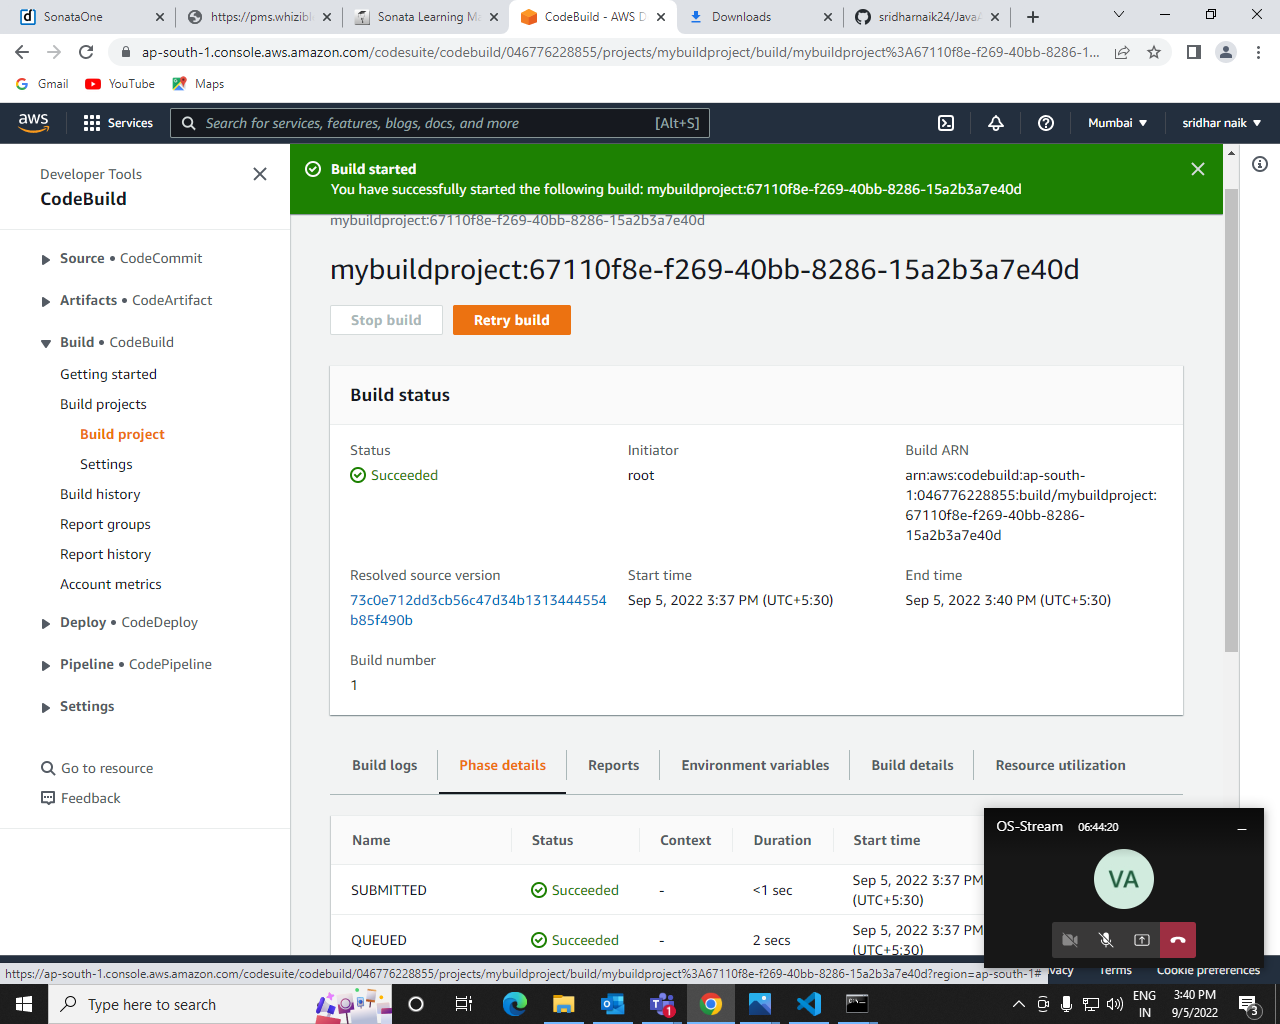 SonataOne
https://pms.whizibl
Sonata Learning Ma
CodeBuild - AWS D
Downloads
sridharnaik24/Java
ap-south-1.console.aws.amazon.com/codesuite/codebuild/046776228855/projects/mybuildproject/build/mybuildproject%3A67110f8e-f269-40bb-8286-1...
Gmail
YouTube
Maps
aws
Services
Search for services, features, blogs, docs, and more
[Alt+S]
Mumbai
sridhar naik
Developer Tools
CodeBuild
Source • CodeCommit
Artifacts • CodeArtifact
Build • CodeBuild
Getting started
Build projects
Build project
Settings
Build history
Report groups
Report history
Account metrics
Deploy • CodeDeploy
Pipeline • CodePipeline
Settings
Go to resource
Feedback
Build started
You have successfully started the following build: mybuildproject:67110f8e-f269-40bb-8286-15a2b3a7e40d
mybuildproject:67110f8e-f269-40bb-8286-15a2b3a7e40d
mybuildproject:67110f8e-f269-40bb-8286-15a2b3a7e40d
Stop build
Retry build
Build status
Status
Succeeded
Initiator
root
Build ARN
arn:aws:codebuild:ap-south-
1:046776228855:build/mybuildproject:
67110f8e-f269-40bb-8286-
15a2b3a7e40d
Resolved source version
73c0e712dd3cb56c47d34b1313444554
b85f490b
Start time
Sep 5, 2022 3:37 PM (UTC+5:30)
End time
Sep 5, 2022 3:40 PM (UTC+5:30)
Build number
1
Build logs
Phase details
Reports
Environment variables
Build details
Resource utilization
Name
Status
Context
Duration
Start time
SUBMITTED
Succeeded
-
<1 sec
Sep 5, 2022 3:37 PM
(UTC+5:30)
QUEUED
Succeeded
-
2 secs
Sep 5, 2022 3:37 PM
(UTC+5:30)
OS-Stream
06:44:20
VA
https://ap-south-1.console.aws.amazon.com/codesuite/codebuild/046776228855/projects/mybuildproject/build/mybuildproject%3A67110f8e-f269-40bb-8286-15a2b3a7e40d?region=ap-south-1#
vacy
Terms
Cookie preferences
Type here to search
1
ENG
IN
3:40 PM
9/5/2022
3